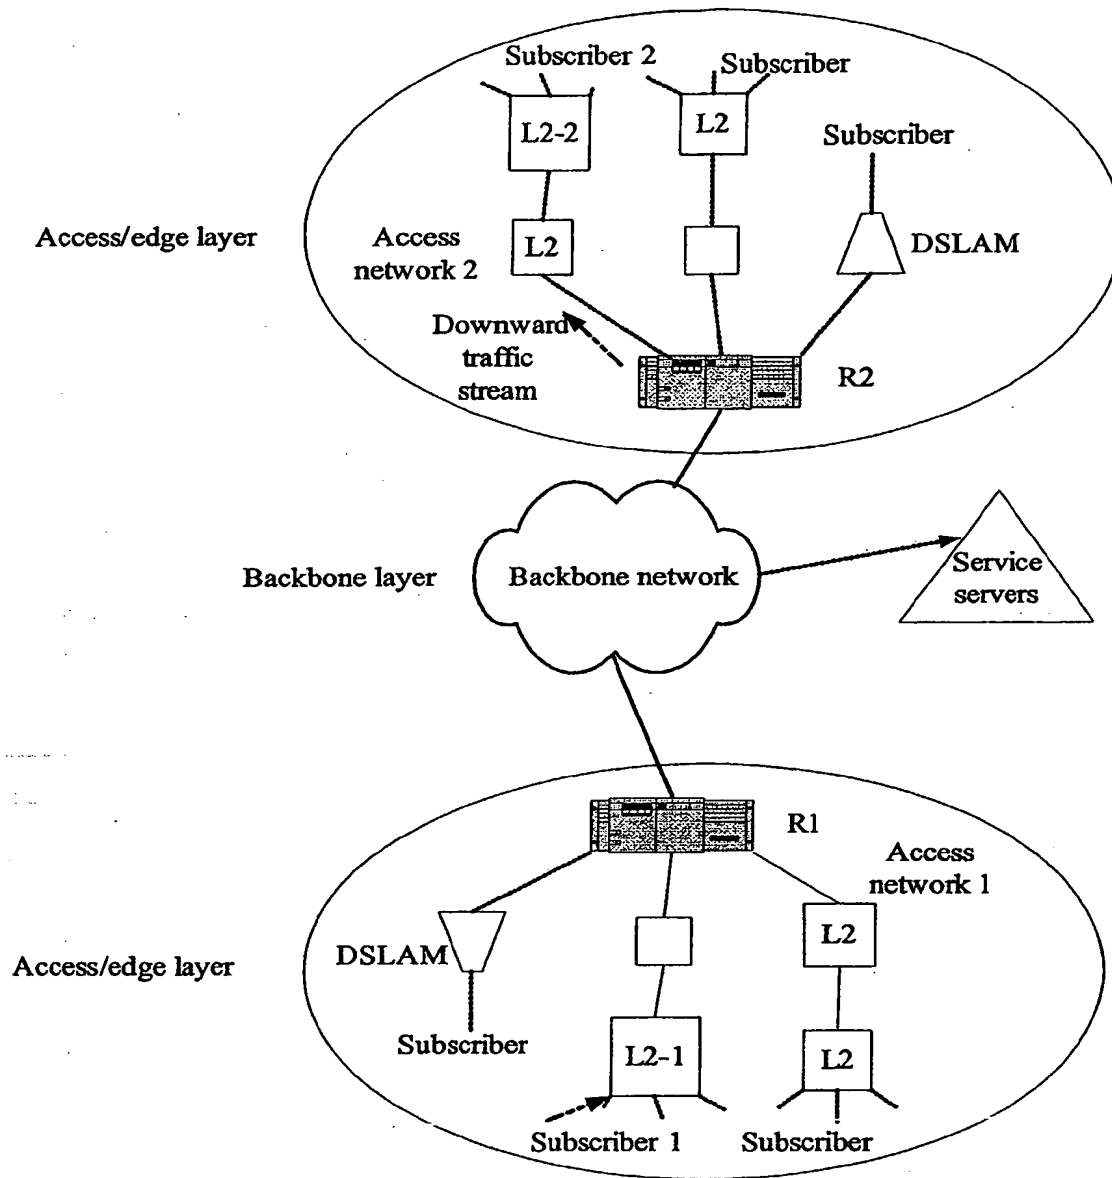 Subscriber 2
Subscriber
L2-2
L2
Subscriber
Access/edge layer
Access
network 2
L2
DSLAM
Downward
traffic
stream
R2
Backbone layer
Backbone network
Service
servers
R1
Access
network 1
DSLAM
L2
Access/edge layer
Subscriber
L2-1
L2
Subscriber 1
Subscriber